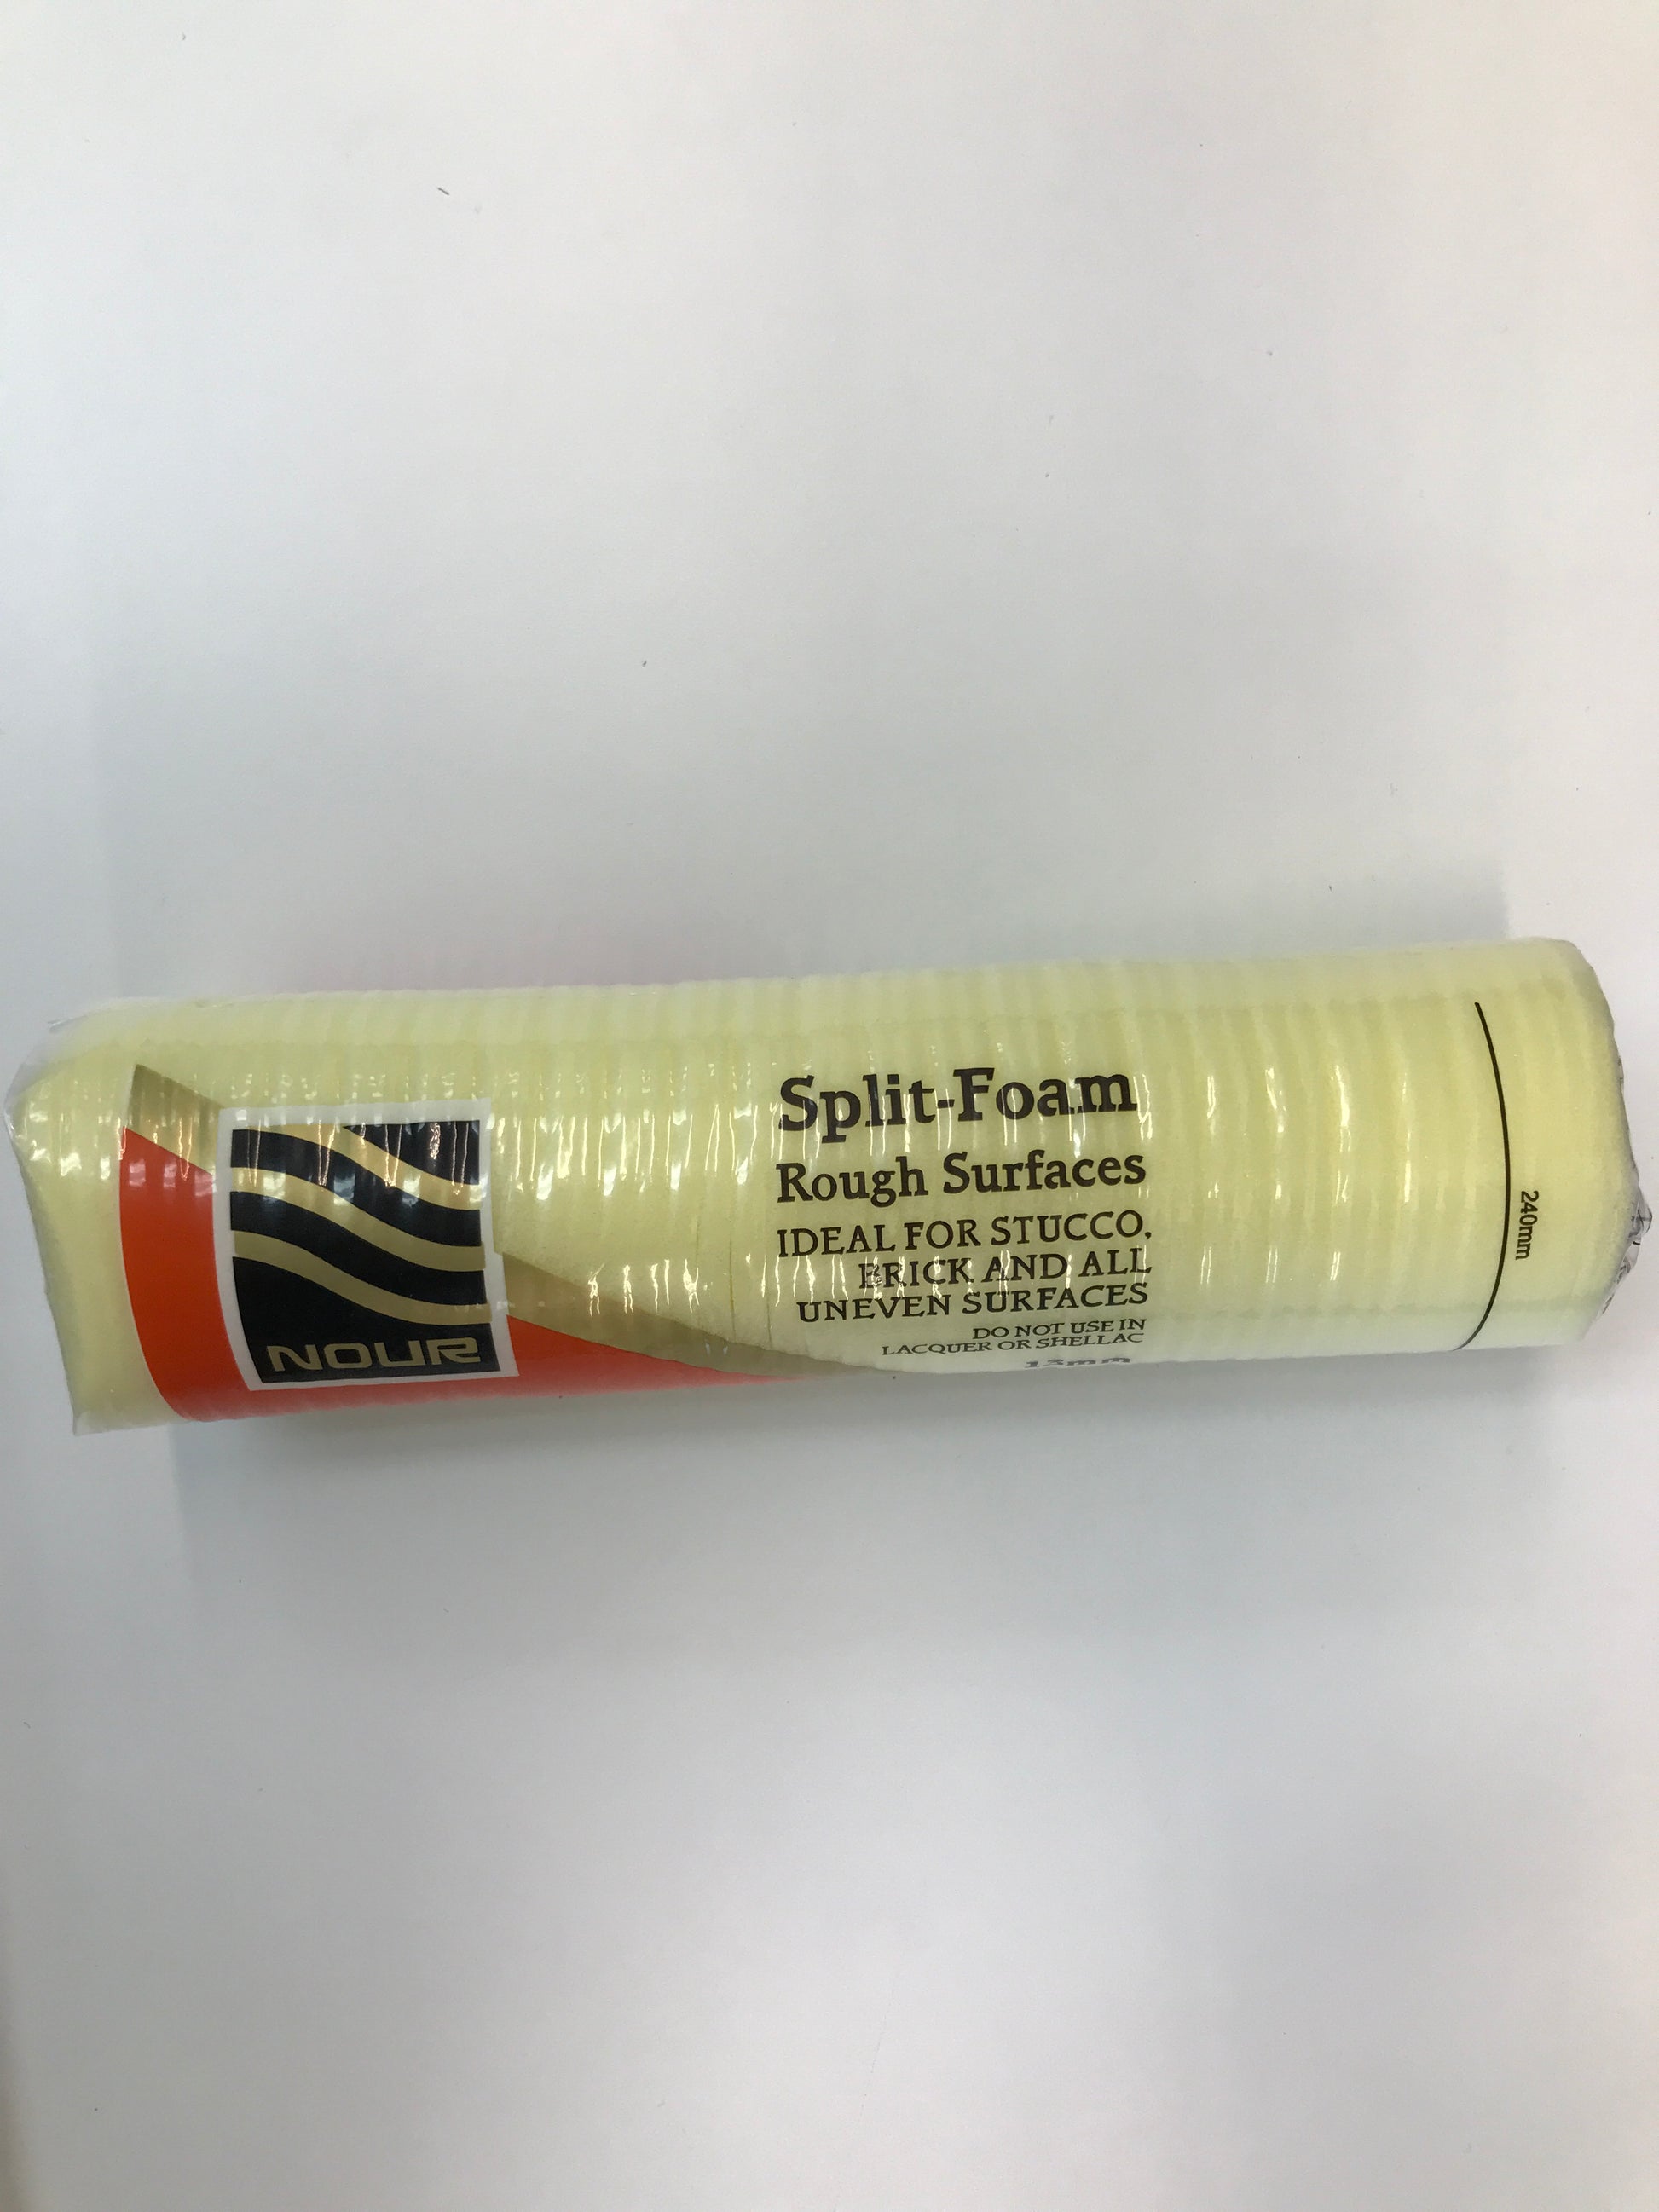 NOUR
Split-Foam
Rough Surfaces
IDEAL FOR STUCCO,
BRICK AND ALL
UNEVEN SURFACES
DO NOT USE IN
LACQUER OR SHELLAC
240mm